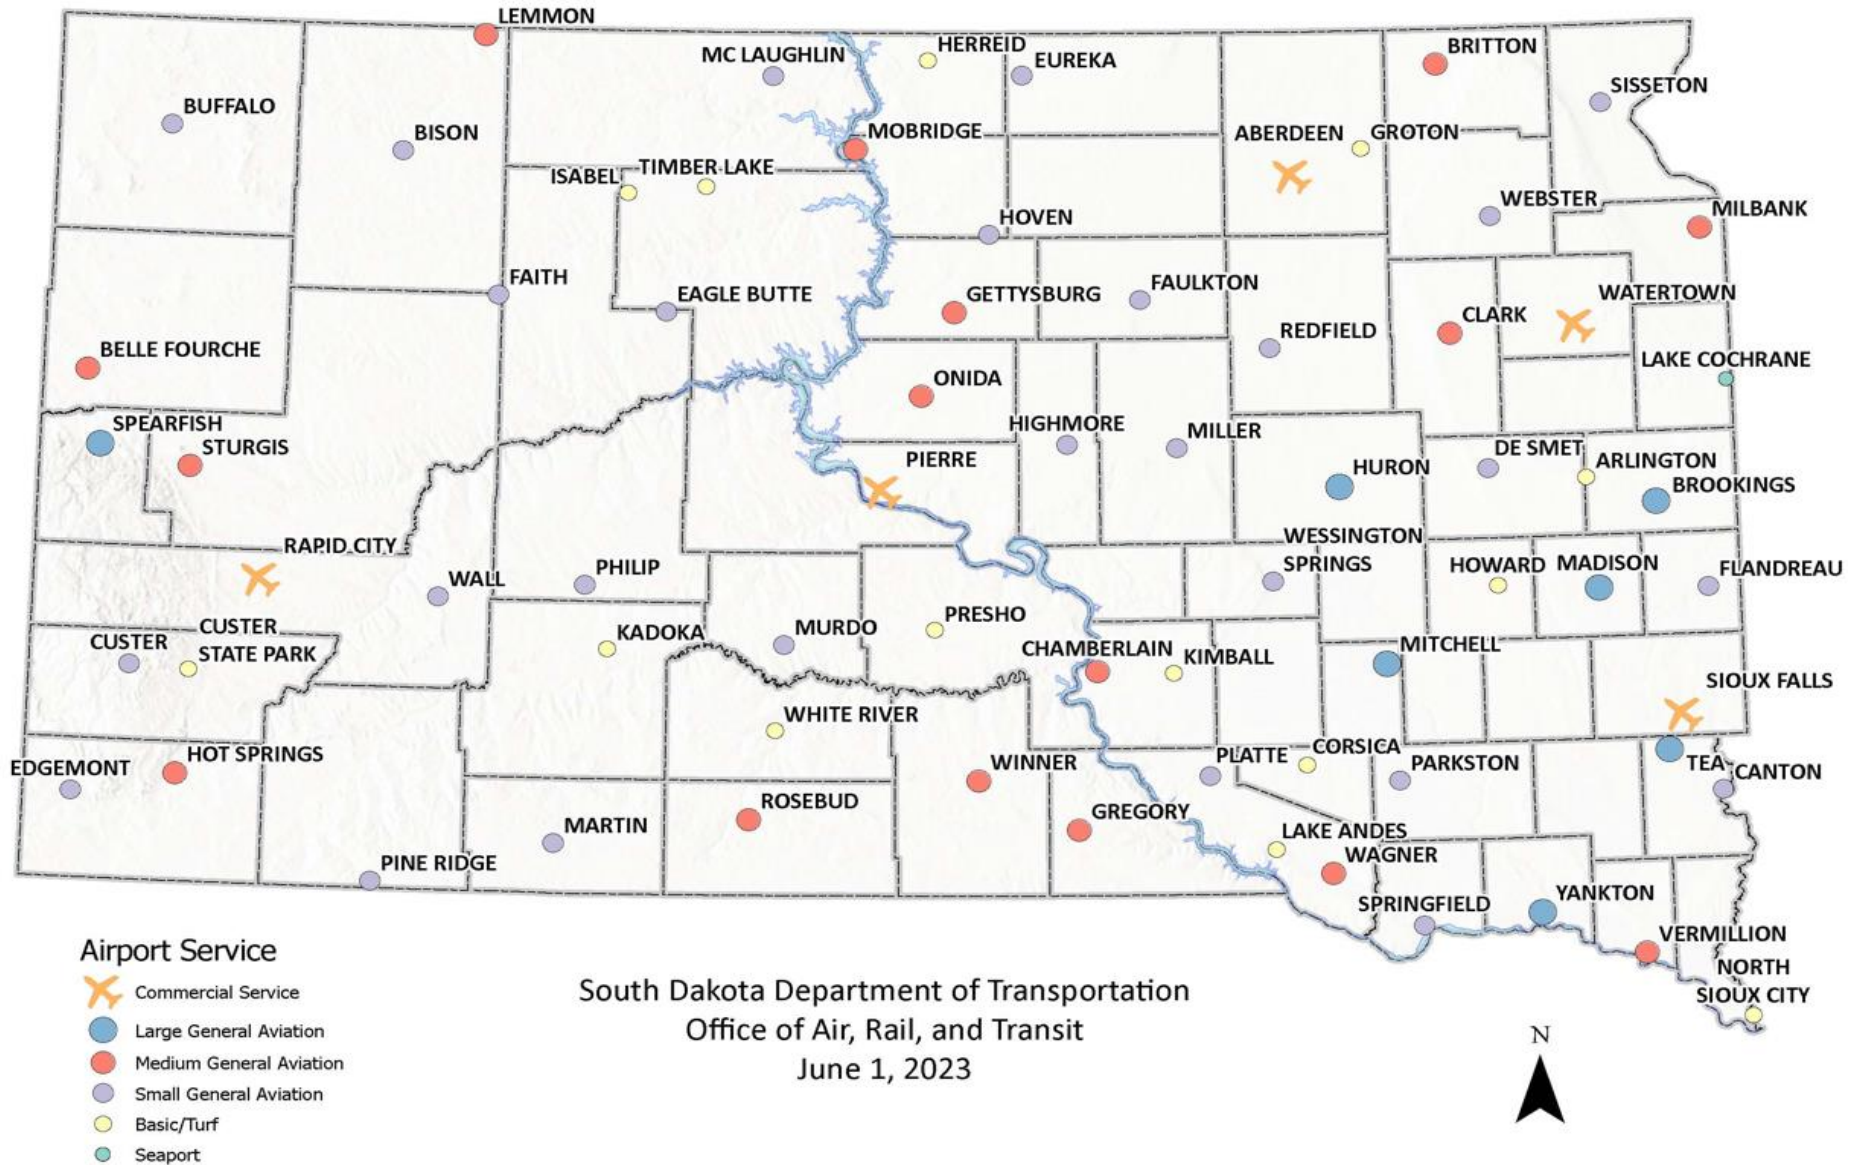 LEMMON
MC LAUGHLIN
HERREID
EUREKA
BRITTON
SISSETON
BUFFALO
BISON
MOBRIDGE
ABERDEEN
GROTON
ISABEL
TIMBER LAKE
WEBSTER
HOVEN
MILBANK
FAITH
EAGLE BUTTE
GETTYSBURG
FAULKTON
WATERTOWN
CLARK
REDFIELD
BELLE FOURCHE
LAKE COCHRANE
ONIDA
SPEARFISH
STURGIS
HIGHMORE
MILLER
PIERRE
HURON
DE SMET
ARLINGTON
BROOKINGS
RAPID CITY
WESSINGTON
SPRINGS
WALL
PHILIP
HOWARD
MADISON
FLANDREAU
CUSTER
CUSTER
STATE PARK
KADOKA
MURDO
PRESHO
CHAMBERLAIN
KIMBALL
MITCHELL
SIOUX FALLS
WHITE RIVER
EDGEMONT
HOT SPRINGS
WINNER
PLATTE
CORSICA
PARKSTON
TEA
CANTON
ROSEBUD
GREGORY
MARTIN
LAKE ANDES
WAGNER
PINE RIDGE
SPRINGFIELD
YANKTON
VERMILLION
NORTH
SIOUX CITY
Airport Service
Commercial Service
Large General Aviation
Medium General Aviation
Small General Aviation
Basic/Turf
Seaport
South Dakota Department of Transportation
Office of Air, Rail, and Transit
June 1, 2023
N